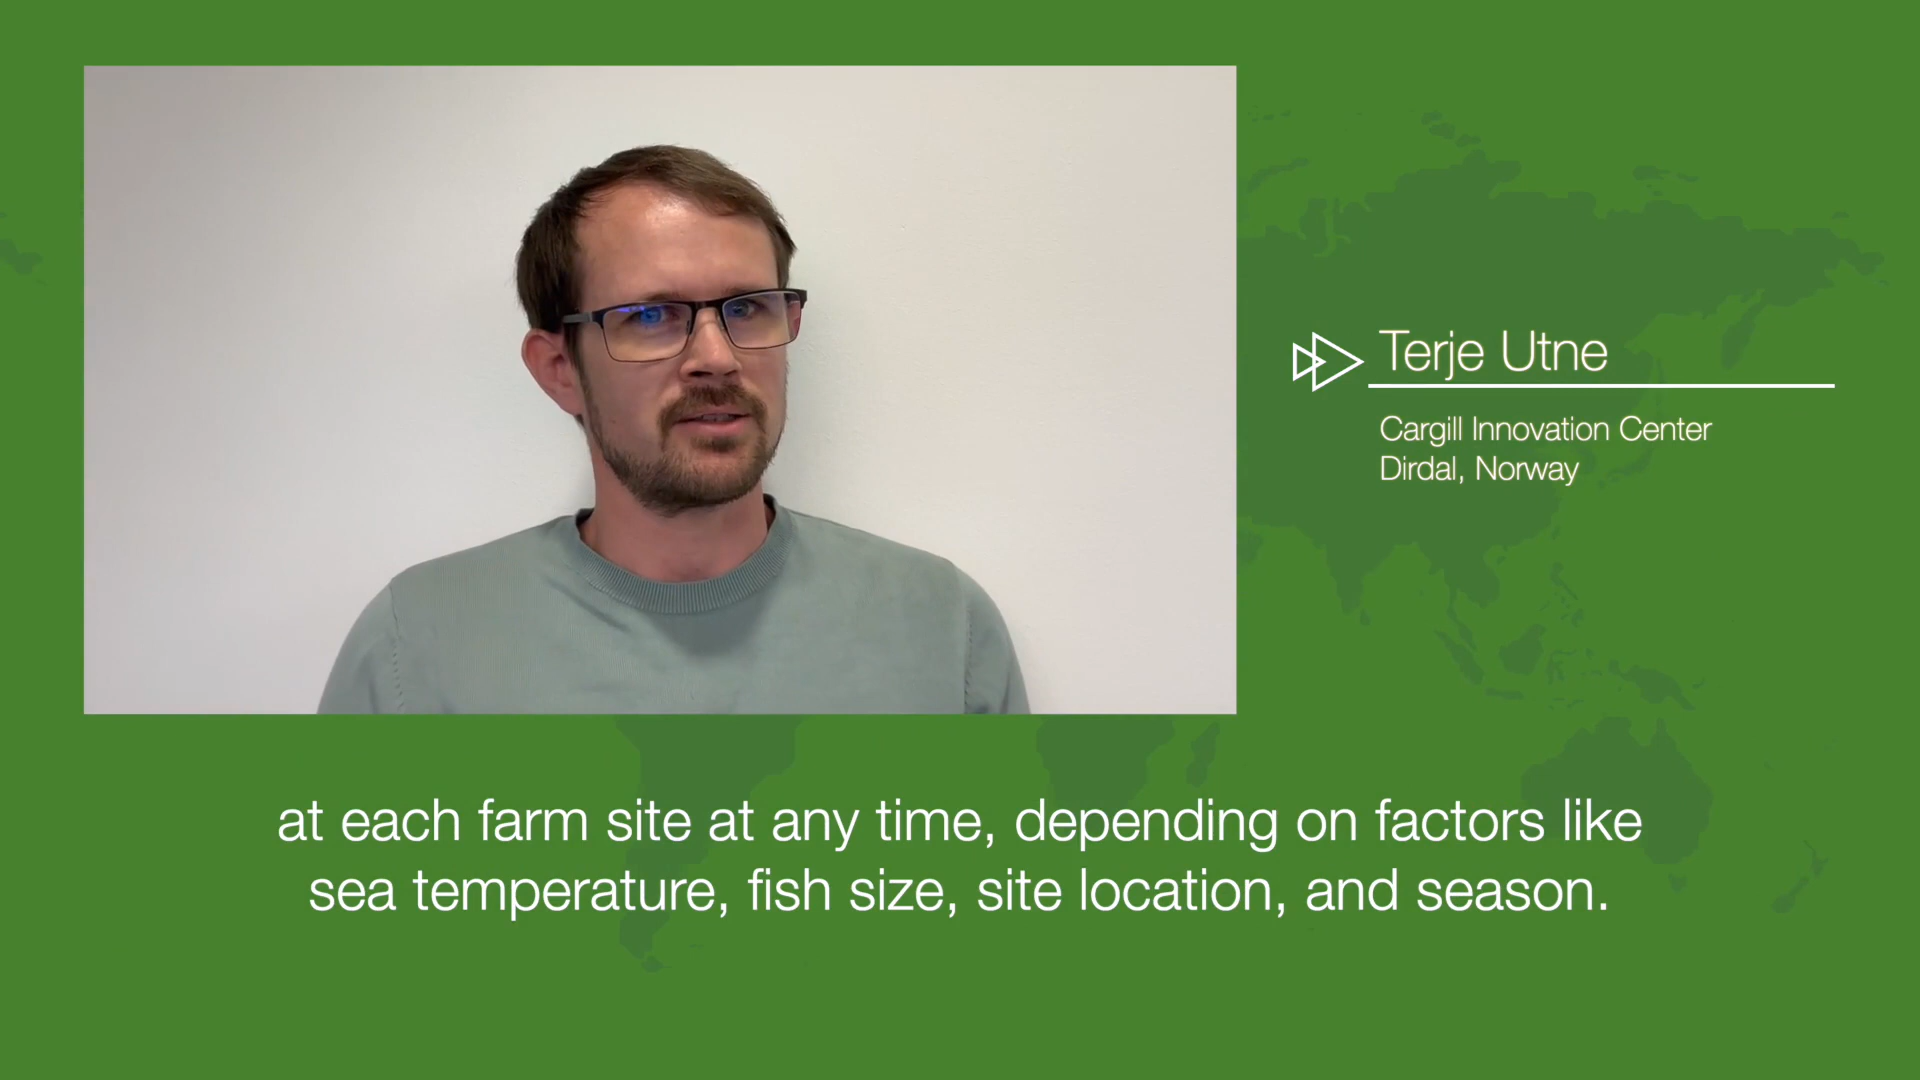 Terje Utne
Cargill Innovation Center
Dirdal, Norway
at each farm site at any time, depending on factors like
sea temperature, fish size, site location, and season.